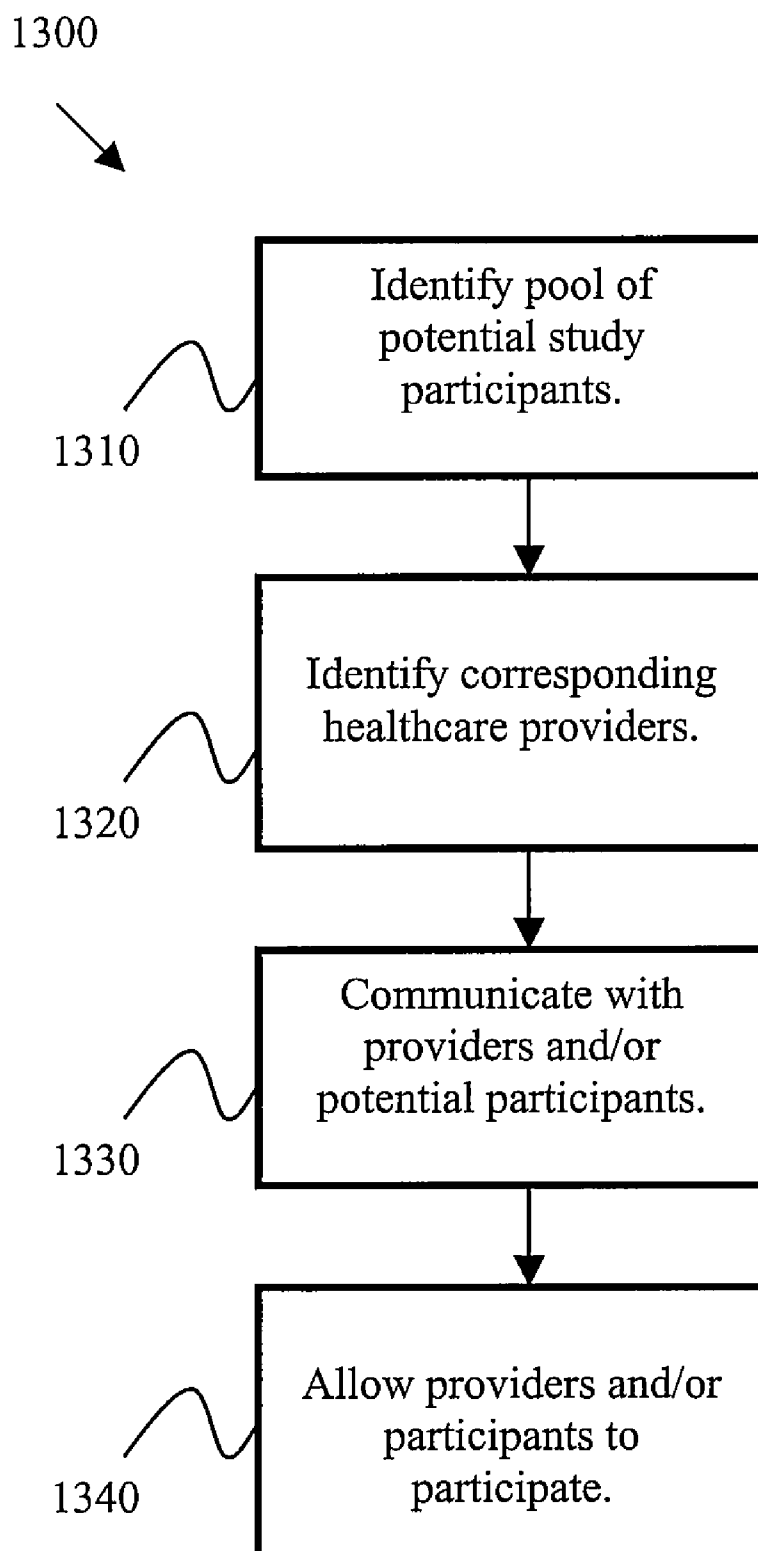 1300
Identify pool of
potential study
participants.
1310
Identify corresponding
healthcare providers.
1320
Communicate with
providers and/or
potential participants.
1330
Allow providers and/or
participants to
participate.
1340